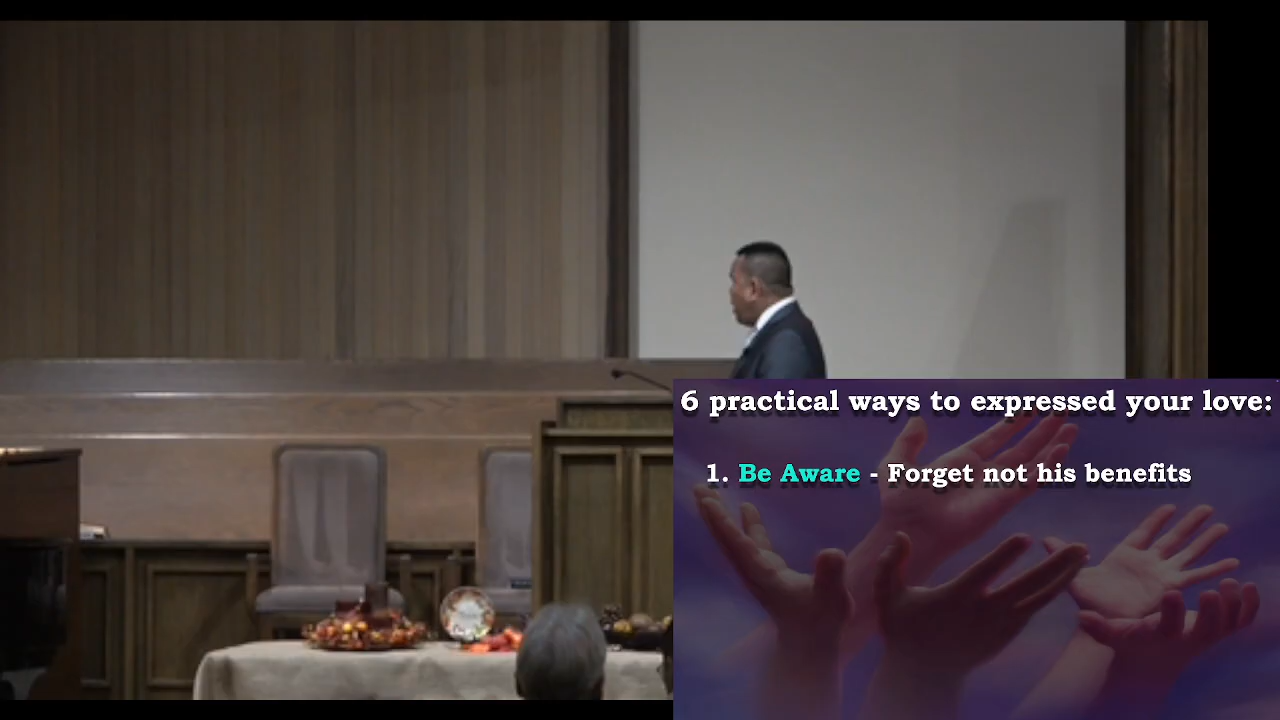 6 practical ways to expressed your love:
1. Be Aware - Forget not his benefits